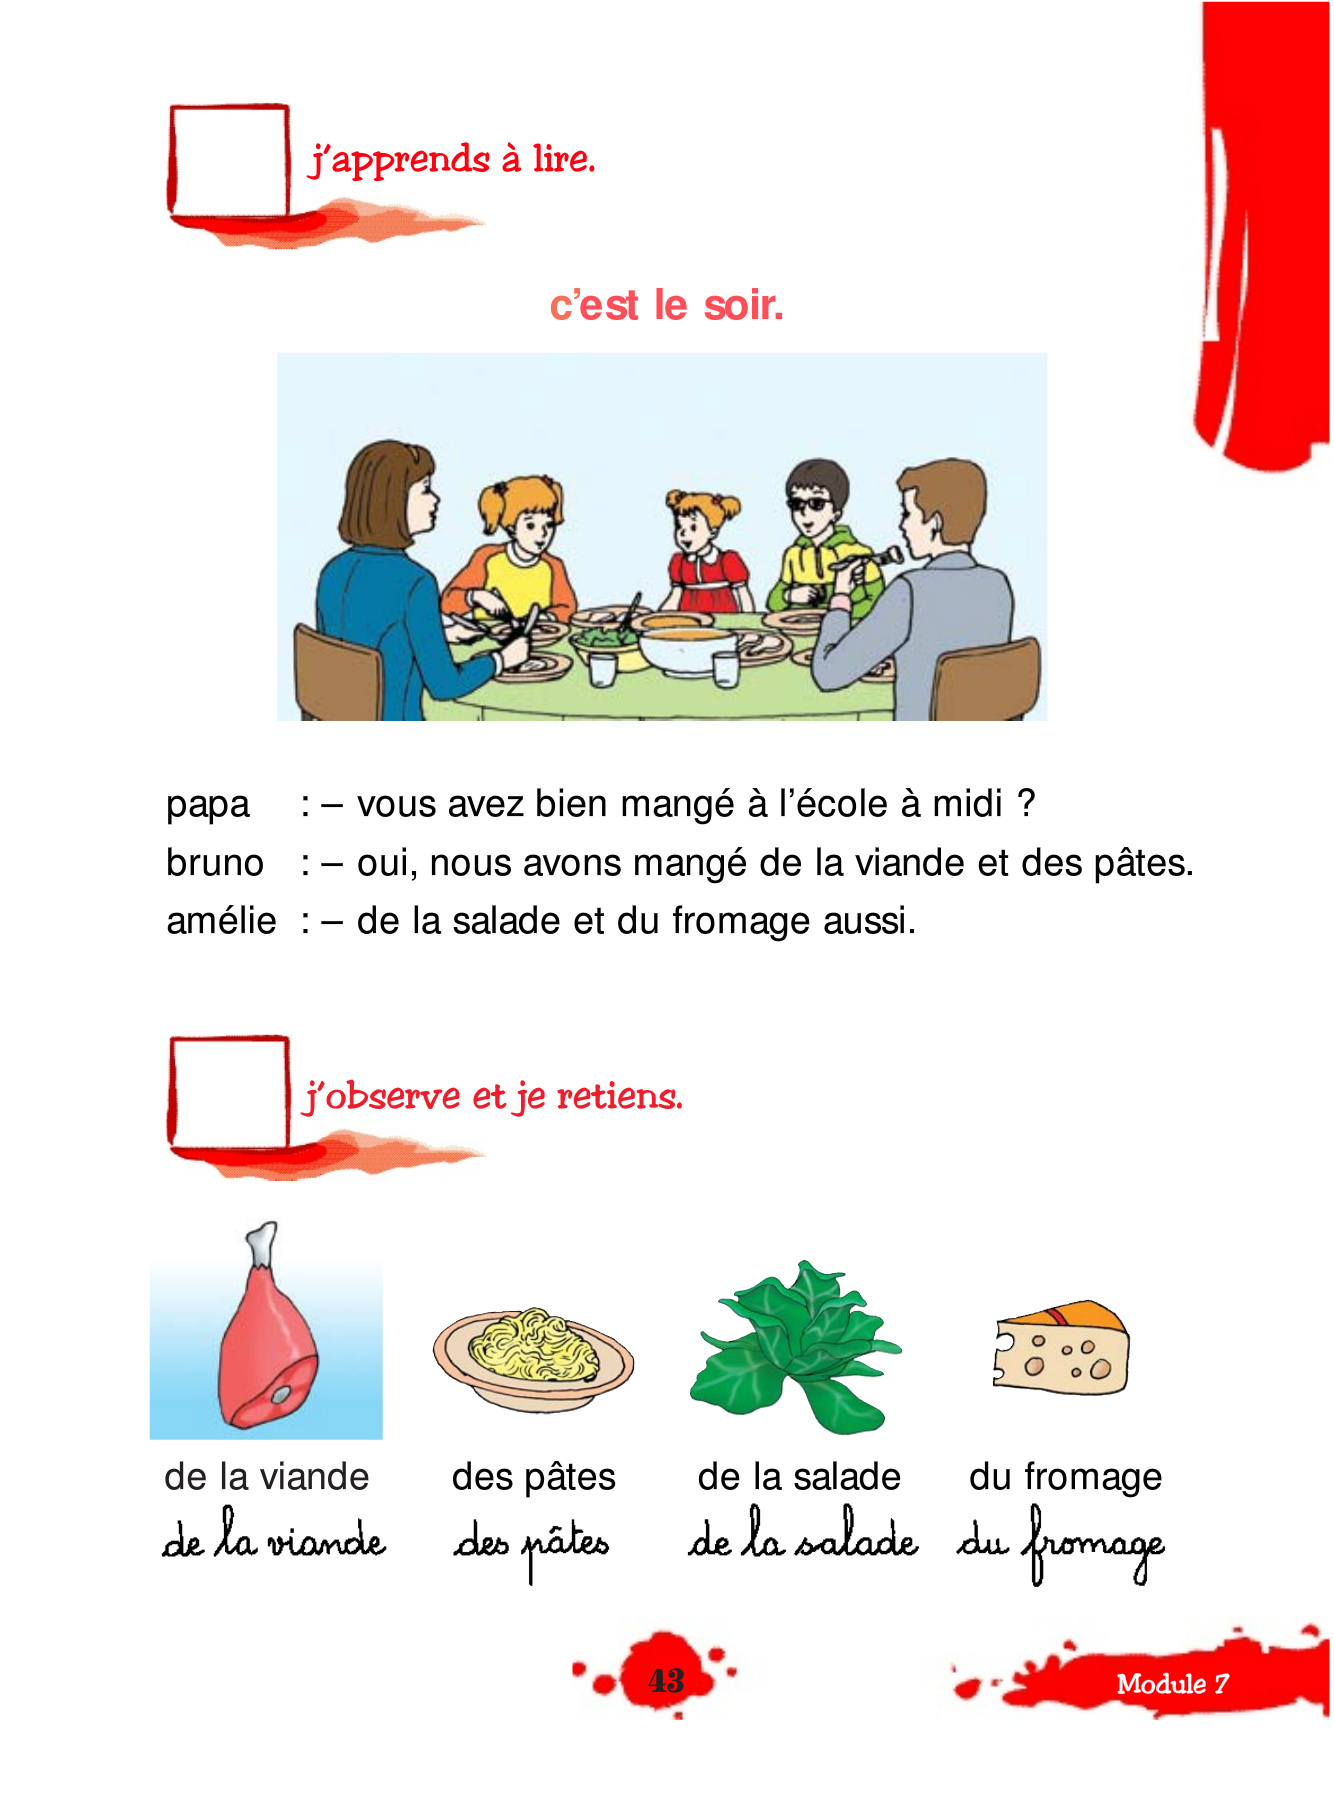 j'apprends à lire.
c'est le soir.
papa : – vous avez bien mangé à l'école à midi ?
bruno : – oui, nous avons mangé de la viande et des pâtes.
amélie : – de la salade et du fromage aussi.
j'observe et je retiens.
de la viande des pâtes de la salade du fromage
de la viande des pâtes de la salade du fromage
43
Module 7